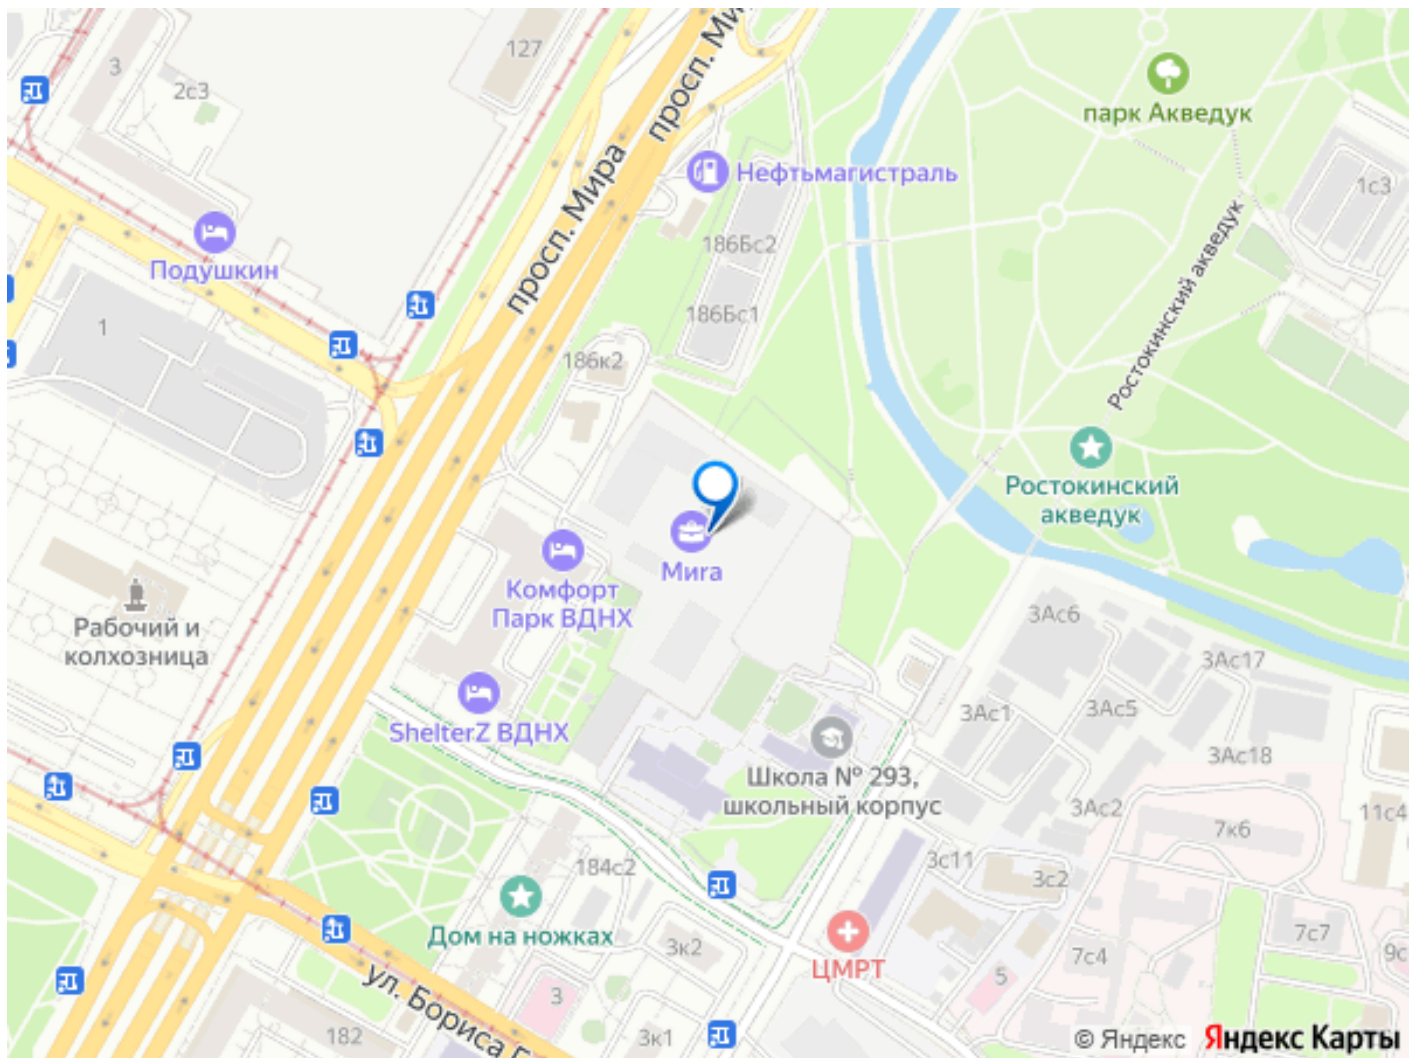 127
3
2с3
просп. Ми
просп. Мира
парк Акведук
Нефтьмагистраль
1с3
Подушкин
186Бс2
186Бс1
Ростокинский акведук
1
186к2
Ростокинский
акведук
Мира
Комфорт
Парк ВДНХ
Рабочий и
колхозница
3Ас6
3Ас17
3Ас1
3Ас5
ShelterZ ВДНХ
3Ас18
Школа № 293,
школьный корпус
3Ас2
7к6
11с4
184с2
3с11
3с2
Дом на ножках
3к2
ЦМРТ
7с4
7с7
9с
5
3
ул. Бориса Г
182
3к1
© Яндекс
Яндекс Карты